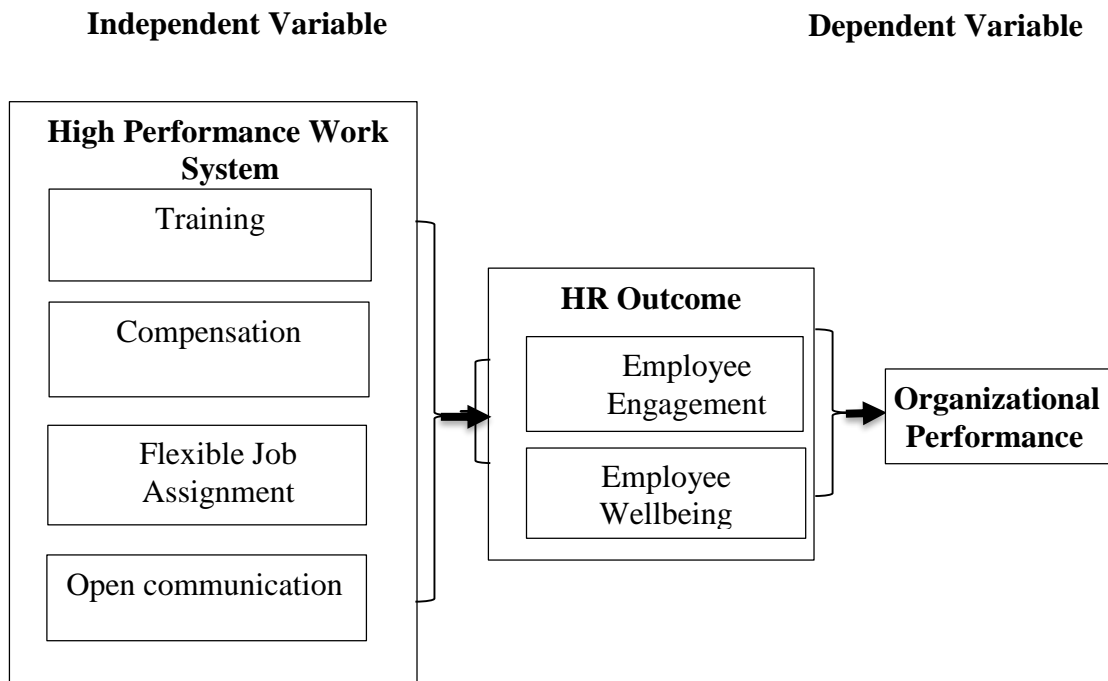 Independent Variable
Dependent Variable
High Performance Work
System
Training
Compensation
Flexible Job
Assignment
Open communication
HR Outcome
Employee
Engagement
Employee
Wellbeing
Organizational
Performance